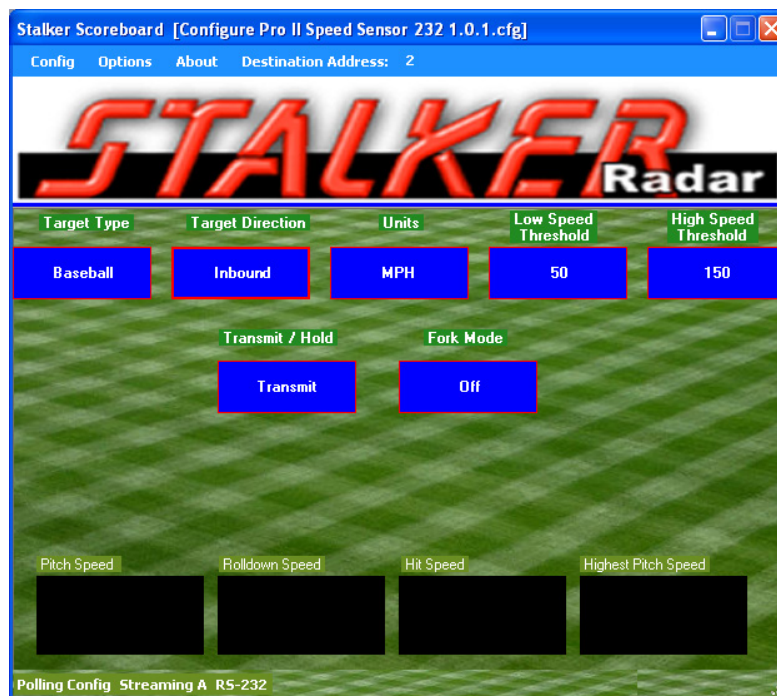 Stalker Scoreboard [Configure Pro II Speed Sensor 232 1.0.1.cfg]
Config Options About Destination Address: 2
STALKER
Radar
Target Type Target Direction Units Low Speed Threshold High Speed Threshold
Baseball Inbound MPH 50 150
Transmit / Hold Fork Mode
Transmit Off
Pitch Speed Rolldown Speed Hit Speed Highest Pitch Speed
Polling Config Streaming A RS-232